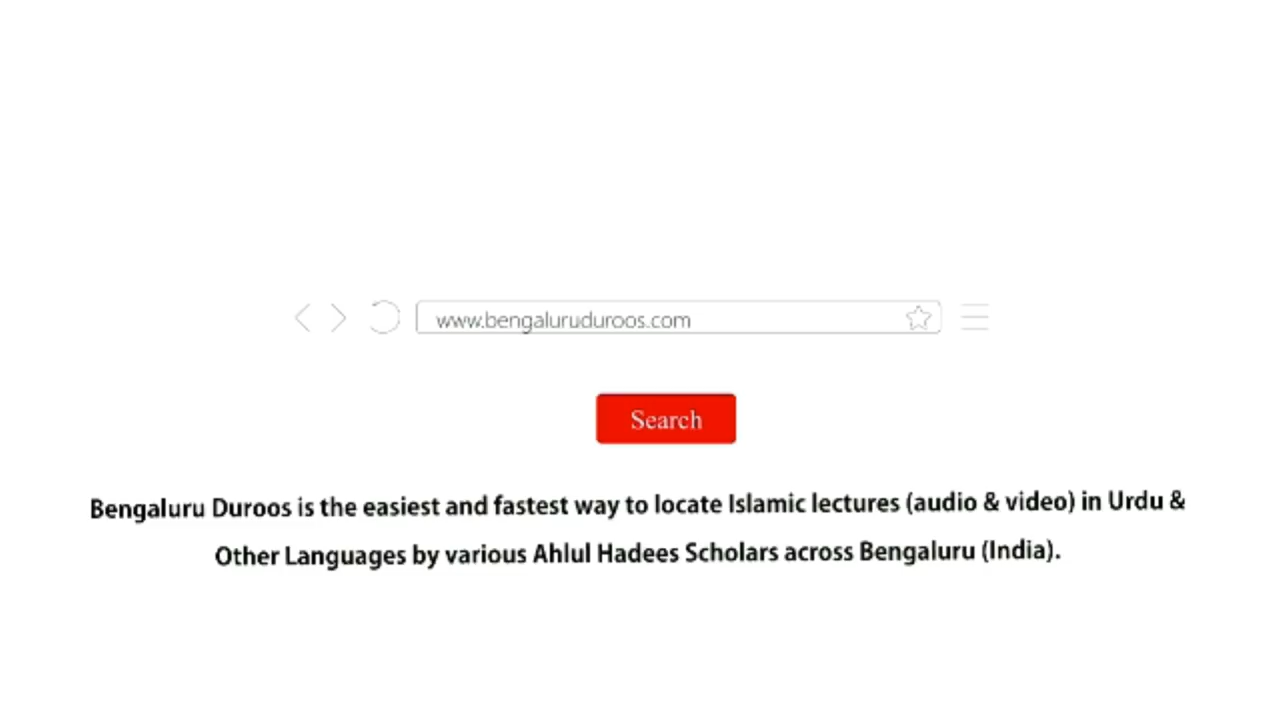 www.bengaluruduroos.com
Search
Bengaluru Duroos is the easiest and fastest way to locate Islamic lectures (audio & video) in Urdu &
Other Languages by various Ahlul Hadees Scholars across Bengaluru (India).